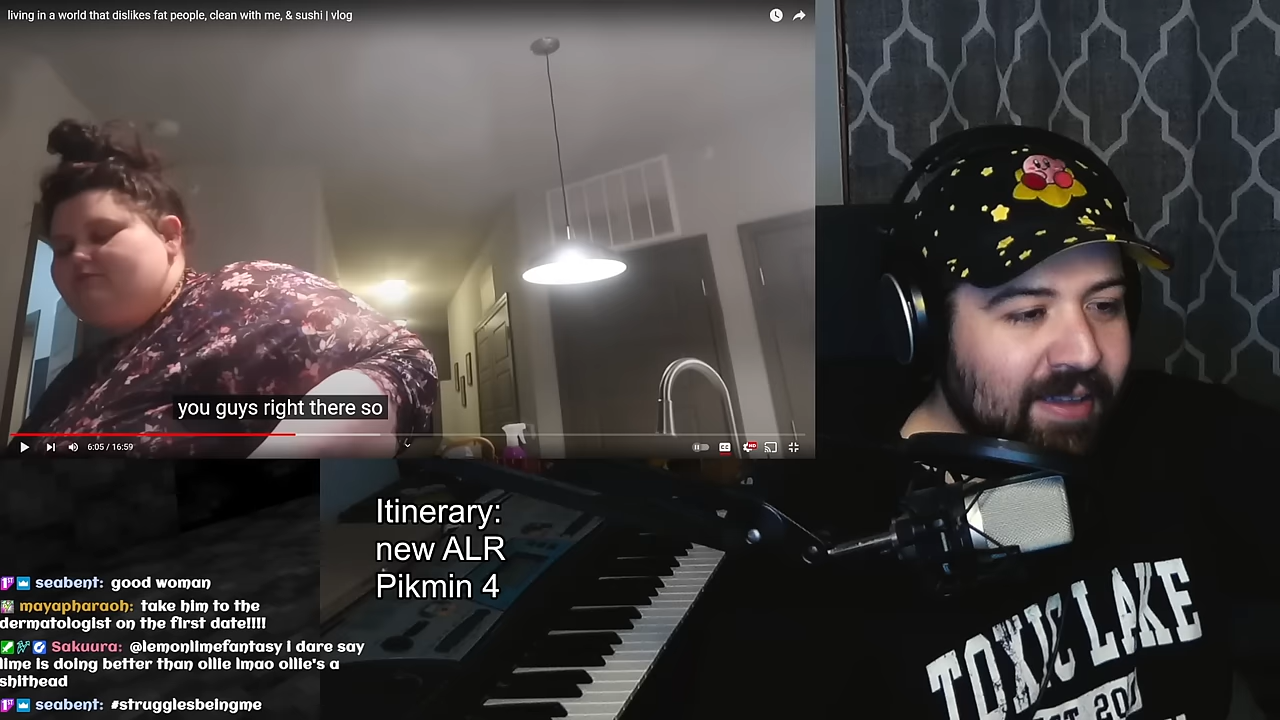 living in a world that dislikes fat people, clean with me, & sushi | vlog
you guys right there so
6:05 / 16:59
CC
HD
Itinerary:
new ALR
Pikmin 4
seabent: good woman
mayapharaoh: take him to the
dermatologist on the first date!!!!
Sakuura: @lemonlimefantasy I dare say
lime is doing better than ollie lmao ollie's a
shithead
seabent: #strugglesbeingme
TOXIC LAKE